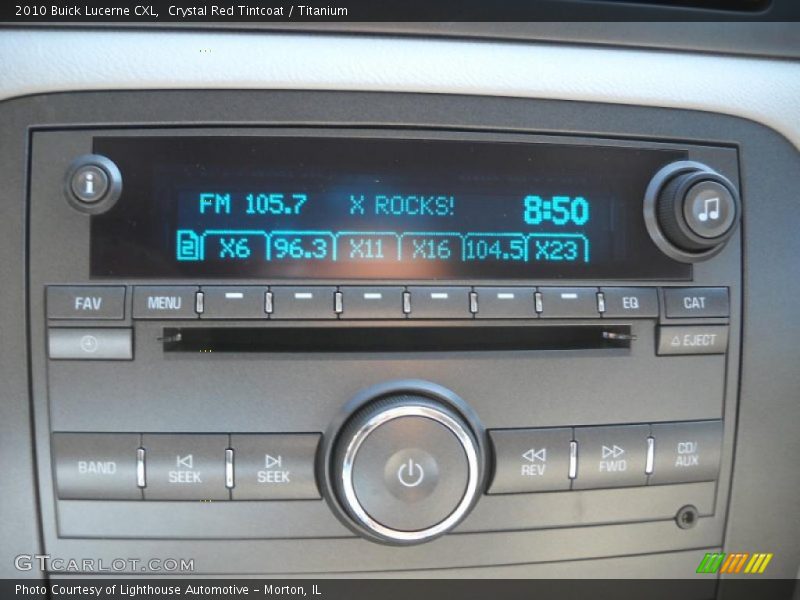 2010 Buick Lucerne CXL,  Crystal Red Tintcoat / Titanium
i
FM 105.7 X ROCKS! 8:50
2 X6 96.3 X11 X16 104.5 X23
FAV MENU EQ CAT
EJECT
BAND SEEK SEEK REV FWD CD/AUX
GTCARLOT.COM
Photo Courtesy of Lighthouse Automotive – Morton, IL